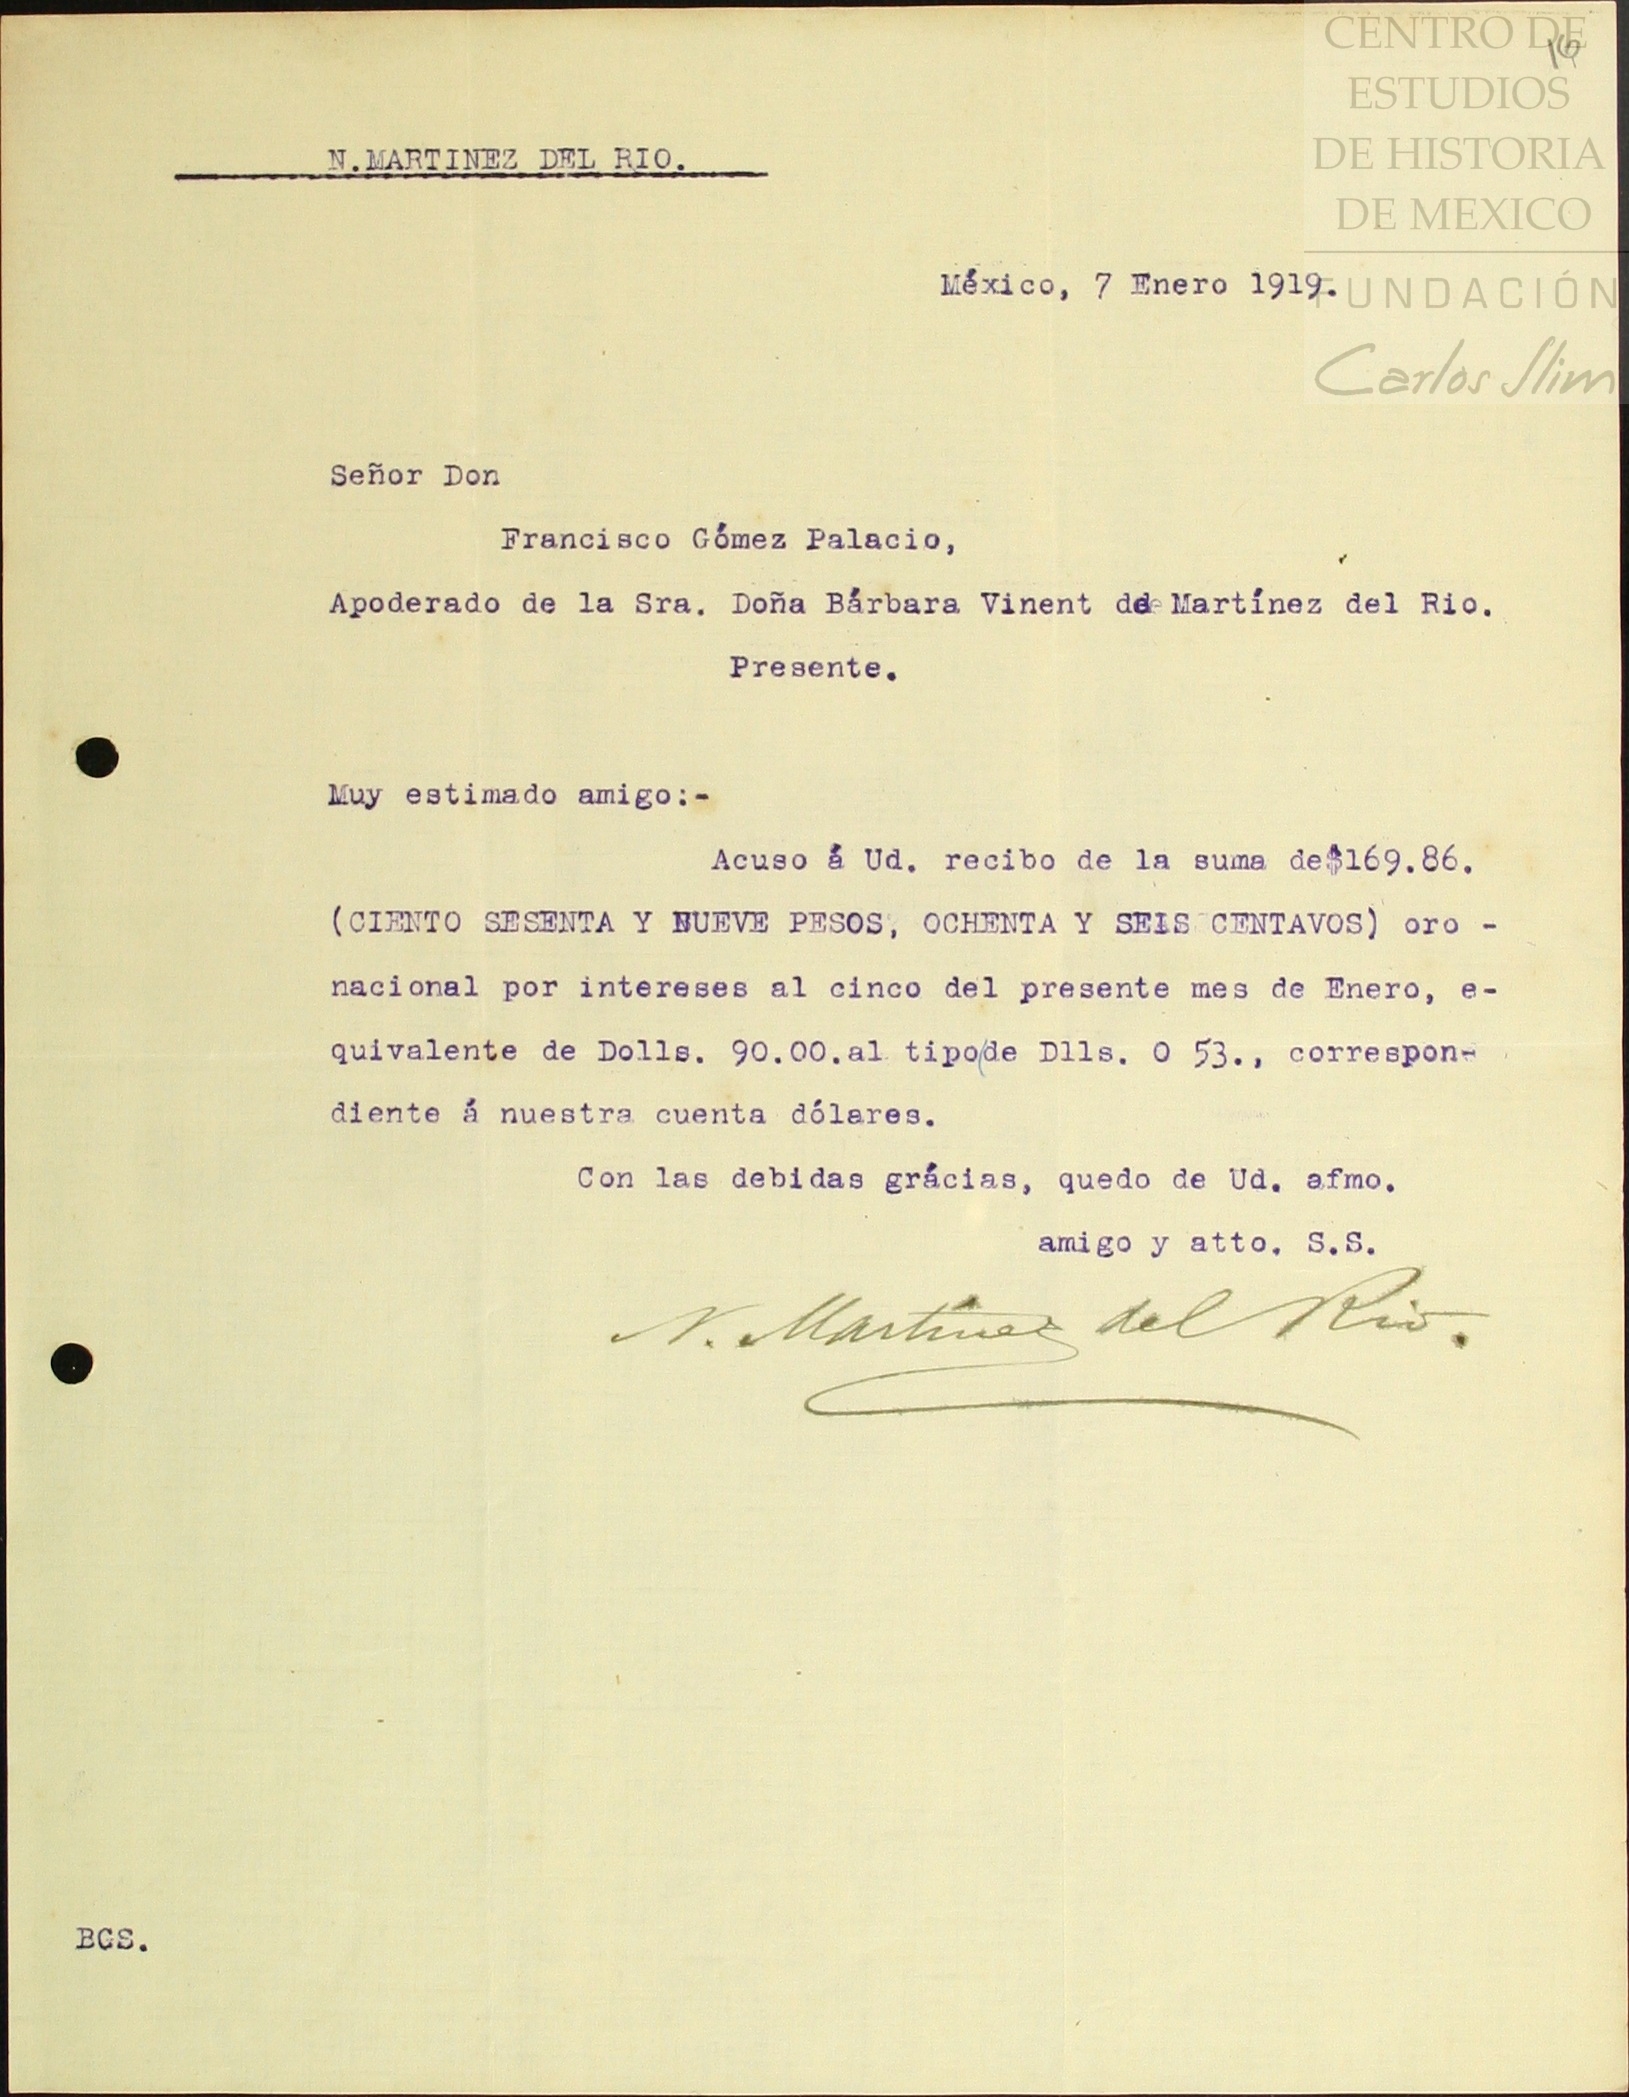 CENTRO DE
ESTUDIOS
DE HISTORIA
DE MEXICO
FUNDACIÓN
Carlos Slim
16
N.MARTINEZ DEL RIO.
México, 7 Enero 1919.
Señor Don
Francisco Gómez Palacio,
Apoderado de la Sra. Doña Bárbara Vinent de Martínez del Rio.
Presente.
Muy estimado amigo:-
Acuso á Ud. recibo de la suma de$169.86.
(CIENTO SESENTA Y NUEVE PESOS, OCHENTA Y SEIS CENTAVOS) oro -
nacional por intereses al cinco del presente mes de Enero, e-
quivalente de Dolls. 90.00.al tipo/de Dlls. 0 53., correspon-
diente á nuestra cuenta dólares.
Con las debidas grácias, quedo de Ud. afmo.
amigo y atto. S.S.
N. Martínez del Rio.
BGS.